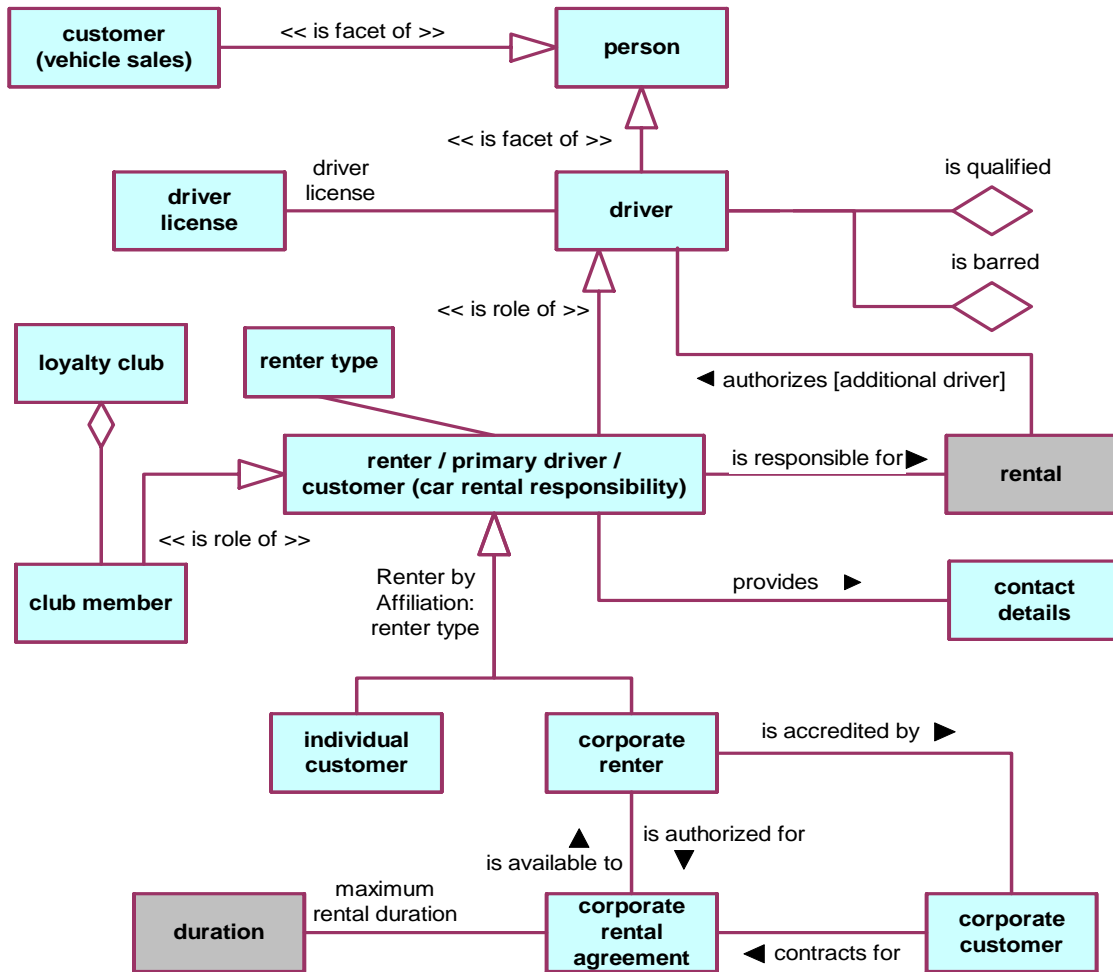 customer
(vehicle sales)
<< is facet of >>
person
<< is facet of >>
driver
license
driver
license
driver
is qualified
is barred
<< is role of >>
loyalty club
renter type
◄ authorizes [additional driver]
renter / primary driver /
customer (car rental responsibility)
is responsible for ►
rental
<< is role of >>
club member
Renter by
Affiliation:
renter type
provides ►
contact
details
individual
customer
corporate
renter
is accredited by ►
▲
is available to
is authorized for
▼
duration
maximum
rental duration
corporate
rental
agreement
◄ contracts for
corporate
customer